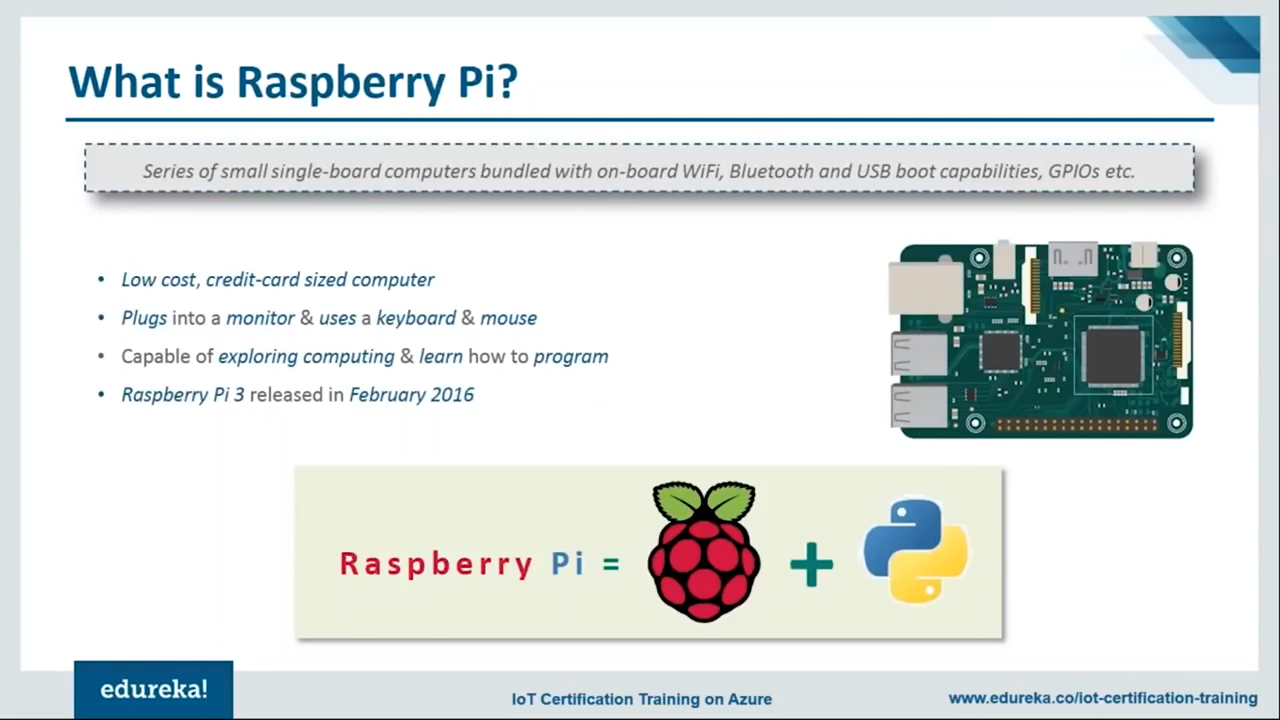 What is Raspberry Pi?
Series of small single-board computers bundled with on-board WiFi, Bluetooth and USB boot capabilities, GPIOs etc.
• Low cost, credit-card sized computer
• Plugs into a monitor & uses a keyboard & mouse
• Capable of exploring computing & learn how to program
• Raspberry Pi 3 released in February 2016
Raspberry Pi = +
edureka!
IoT Certification Training on Azure
www.edureka.co/iot-certification-training